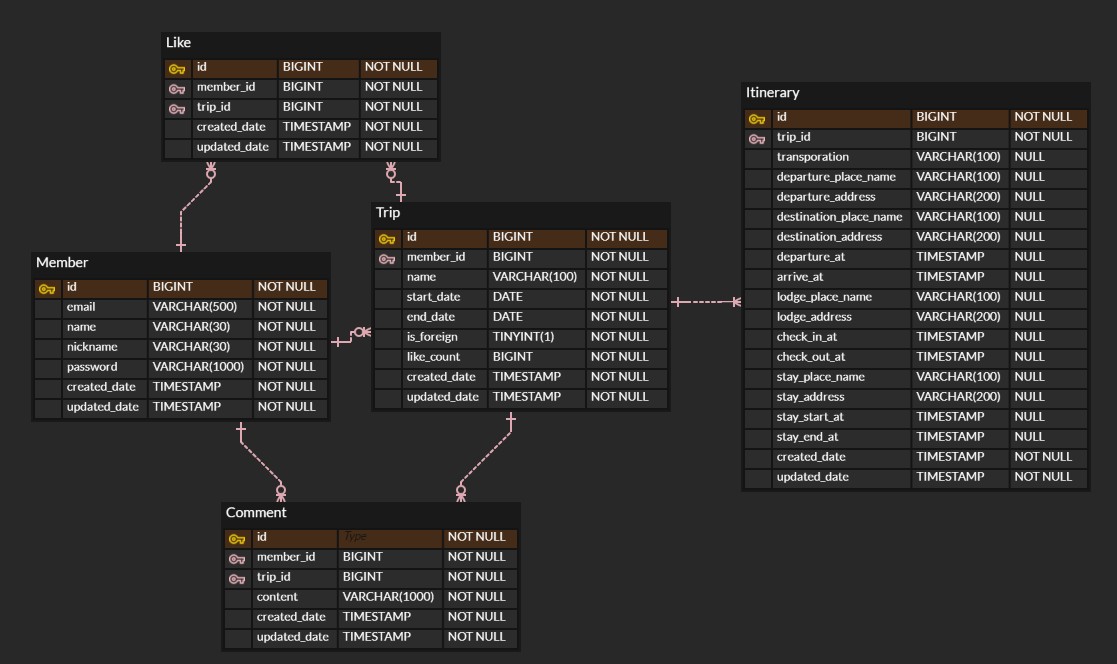 Like
id BIGINT NOT NULL
member_id BIGINT NOT NULL
trip_id BIGINT NOT NULL
created_date TIMESTAMP NOT NULL
updated_date TIMESTAMP NOT NULL
Member
id BIGINT NOT NULL
email VARCHAR(500) NOT NULL
name VARCHAR(30) NOT NULL
nickname VARCHAR(30) NOT NULL
password VARCHAR(1000) NOT NULL
created_date TIMESTAMP NOT NULL
updated_date TIMESTAMP NOT NULL
Trip
id BIGINT NOT NULL
member_id BIGINT NOT NULL
name VARCHAR(100) NOT NULL
start_date DATE NOT NULL
end_date DATE NOT NULL
is_foreign TINYINT(1) NOT NULL
like_count BIGINT NOT NULL
created_date TIMESTAMP NOT NULL
updated_date TIMESTAMP NOT NULL
Comment
id Type NOT NULL
member_id BIGINT NOT NULL
trip_id BIGINT NOT NULL
content VARCHAR(1000) NOT NULL
created_date TIMESTAMP NOT NULL
updated_date TIMESTAMP NOT NULL
Itinerary
id BIGINT NOT NULL
trip_id BIGINT NOT NULL
transporation VARCHAR(100) NULL
departure_place_name VARCHAR(100) NULL
departure_address VARCHAR(200) NULL
destination_place_name VARCHAR(100) NULL
destination_address VARCHAR(200) NULL
departure_at TIMESTAMP NULL
arrive_at TIMESTAMP NULL
lodge_place_name VARCHAR(100) NULL
lodge_address VARCHAR(200) NULL
check_in_at TIMESTAMP NULL
check_out_at TIMESTAMP NULL
stay_place_name VARCHAR(100) NULL
stay_address VARCHAR(200) NULL
stay_start_at TIMESTAMP NULL
stay_end_at TIMESTAMP NULL
created_date TIMESTAMP NOT NULL
updated_date TIMESTAMP NOT NULL